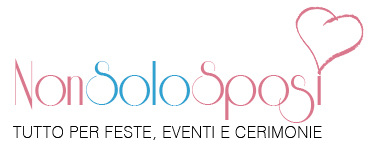 NonSoloSposi
TUTTO PER FESTE, EVENTI E CERIMONIE